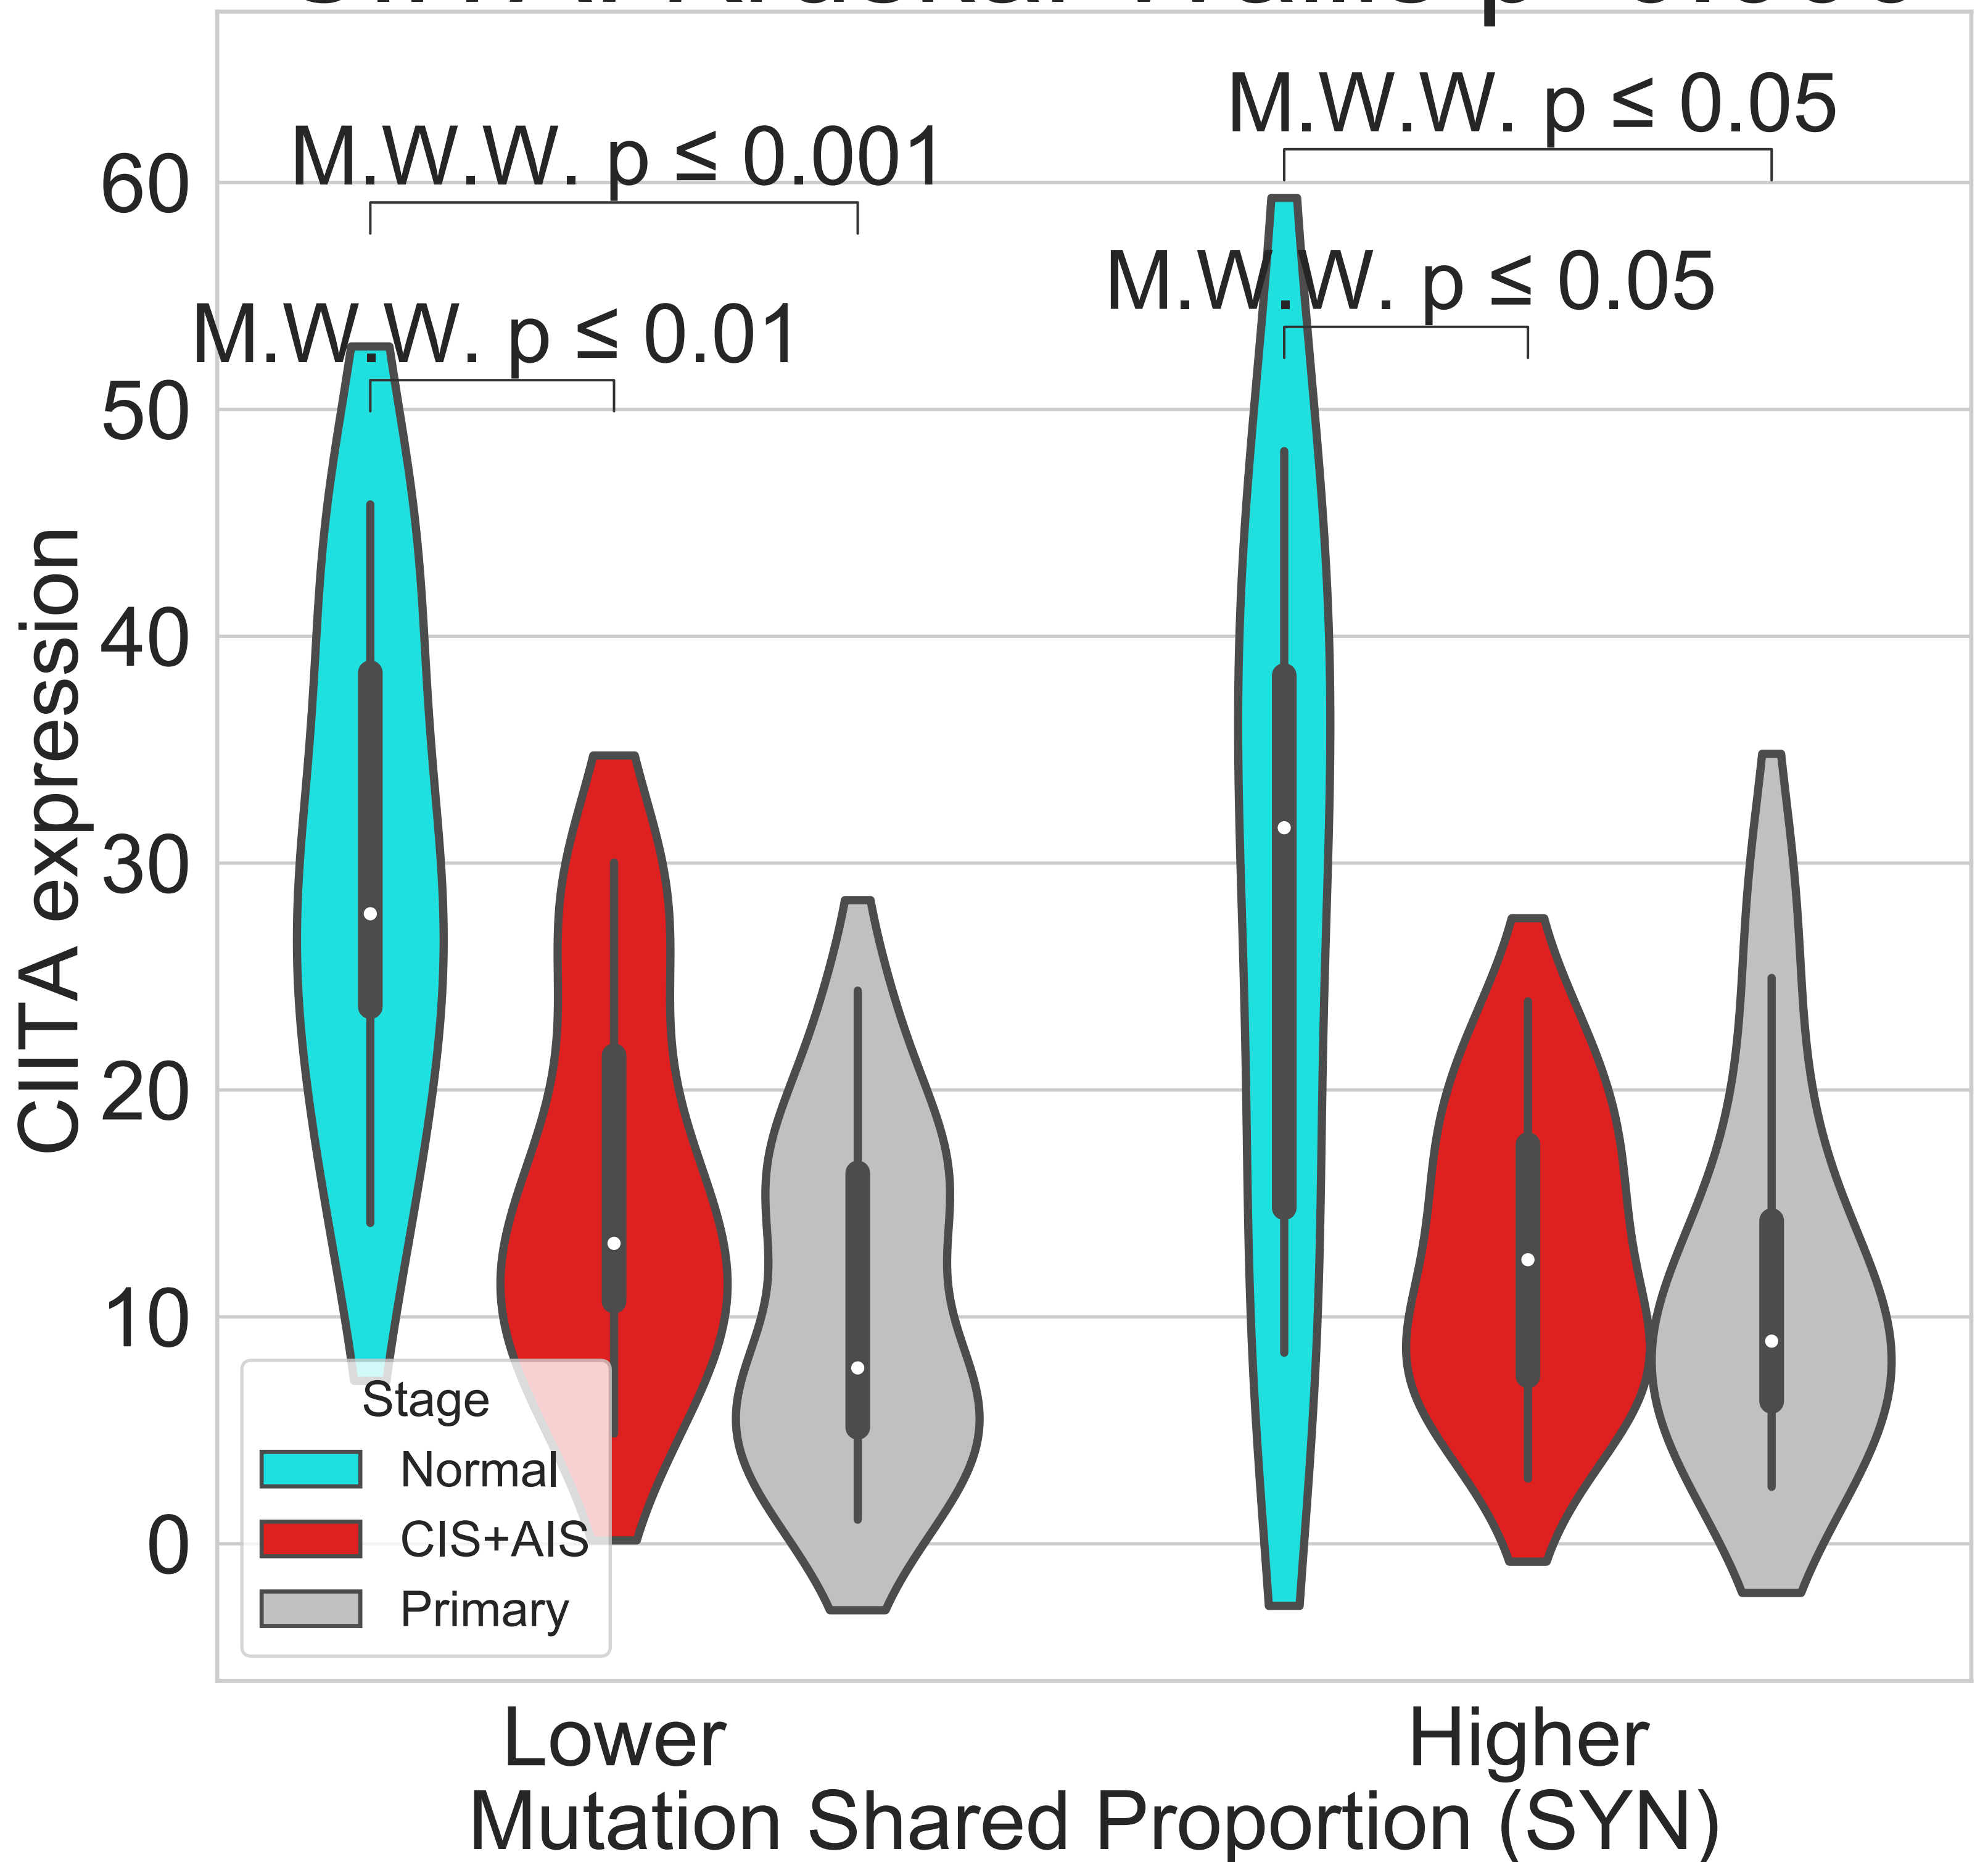 M.W.W. p ≤ 0.05
M.W.W. p ≤ 0.001
M.W.W. p ≤ 0.05
M.W.W. p ≤ 0.01
60
50
40
30
20
10
0
CIITA expression
Stage
Normal
CIS+AIS
Primary
Lower
Higher
Mutation Shared Proportion (SYN)